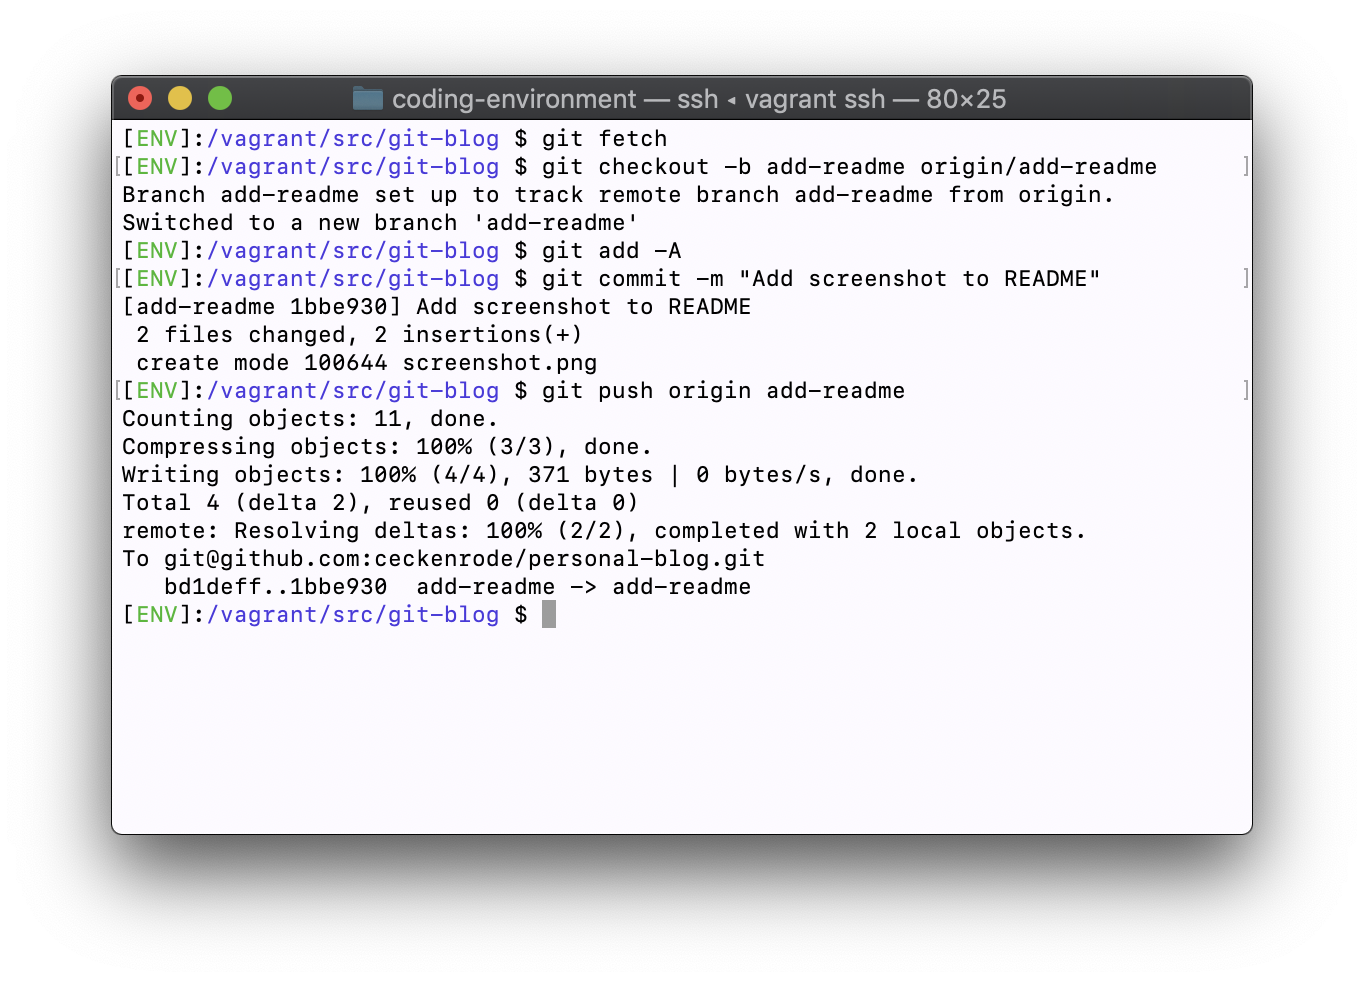 coding-environment — ssh ◂ vagrant ssh — 80×25
[ENV]:/vagrant/src/git-blog $ git fetch
[[ENV]:/vagrant/src/git-blog $ git checkout -b add-readme origin/add-readme ]
Branch add-readme set up to track remote branch add-readme from origin.
Switched to a new branch 'add-readme'
[ENV]:/vagrant/src/git-blog $ git add -A
[[ENV]:/vagrant/src/git-blog $ git commit -m "Add screenshot to README" ]
[add-readme 1bbe930] Add screenshot to README
 2 files changed, 2 insertions(+)
 create mode 100644 screenshot.png
[[ENV]:/vagrant/src/git-blog $ git push origin add-readme ]
Counting objects: 11, done.
Compressing objects: 100% (3/3), done.
Writing objects: 100% (4/4), 371 bytes | 0 bytes/s, done.
Total 4 (delta 2), reused 0 (delta 0)
remote: Resolving deltas: 100% (2/2), completed with 2 local objects.
To git@github.com:ceckenrode/personal-blog.git
   bd1deff..1bbe930  add-readme -> add-readme
[ENV]:/vagrant/src/git-blog $